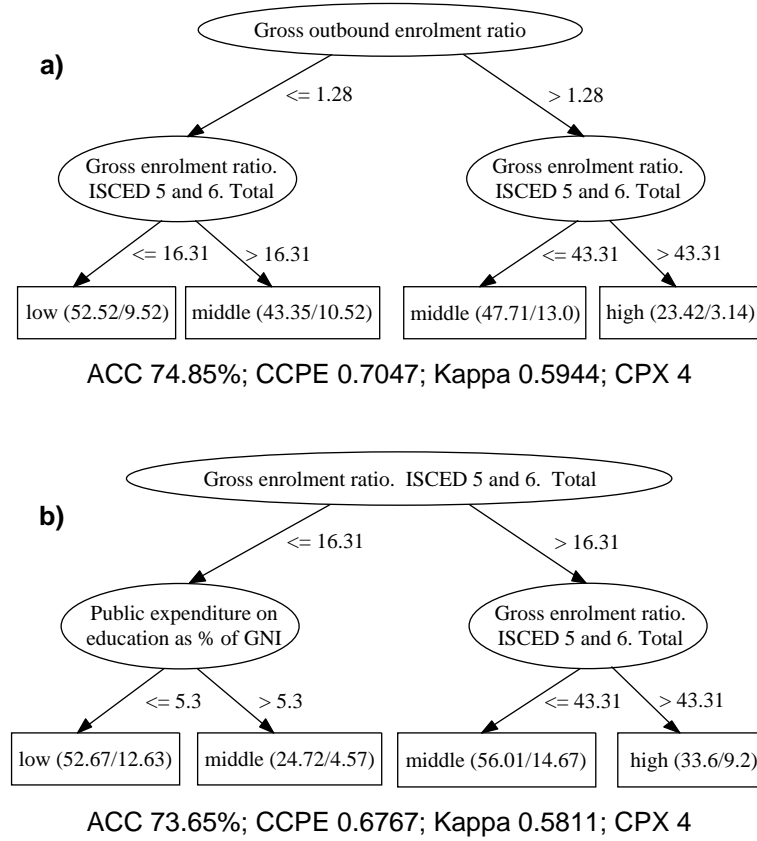 Gross outbound enrolment ratio
a)
<= 1.28
> 1.28
Gross enrolment ratio.
ISCED 5 and 6. Total
Gross enrolment ratio.
ISCED 5 and 6. Total
<= 16.31
> 16.31
<= 43.31
> 43.31
low (52.52/9.52)
middle (43.35/10.52)
middle (47.71/13.0)
high (23.42/3.14)
ACC 74.85%; CCPE 0.7047; Kappa 0.5944; CPX 4
Gross enrolment ratio. ISCED 5 and 6. Total
b)
<= 16.31
> 16.31
Public expenditure on
education as % of GNI
Gross enrolment ratio.
ISCED 5 and 6. Total
<= 5.3
> 5.3
<= 43.31
> 43.31
low (52.67/12.63)
middle (24.72/4.57)
middle (56.01/14.67)
high (33.6/9.2)
ACC 73.65%; CCPE 0.6767; Kappa 0.5811; CPX 4